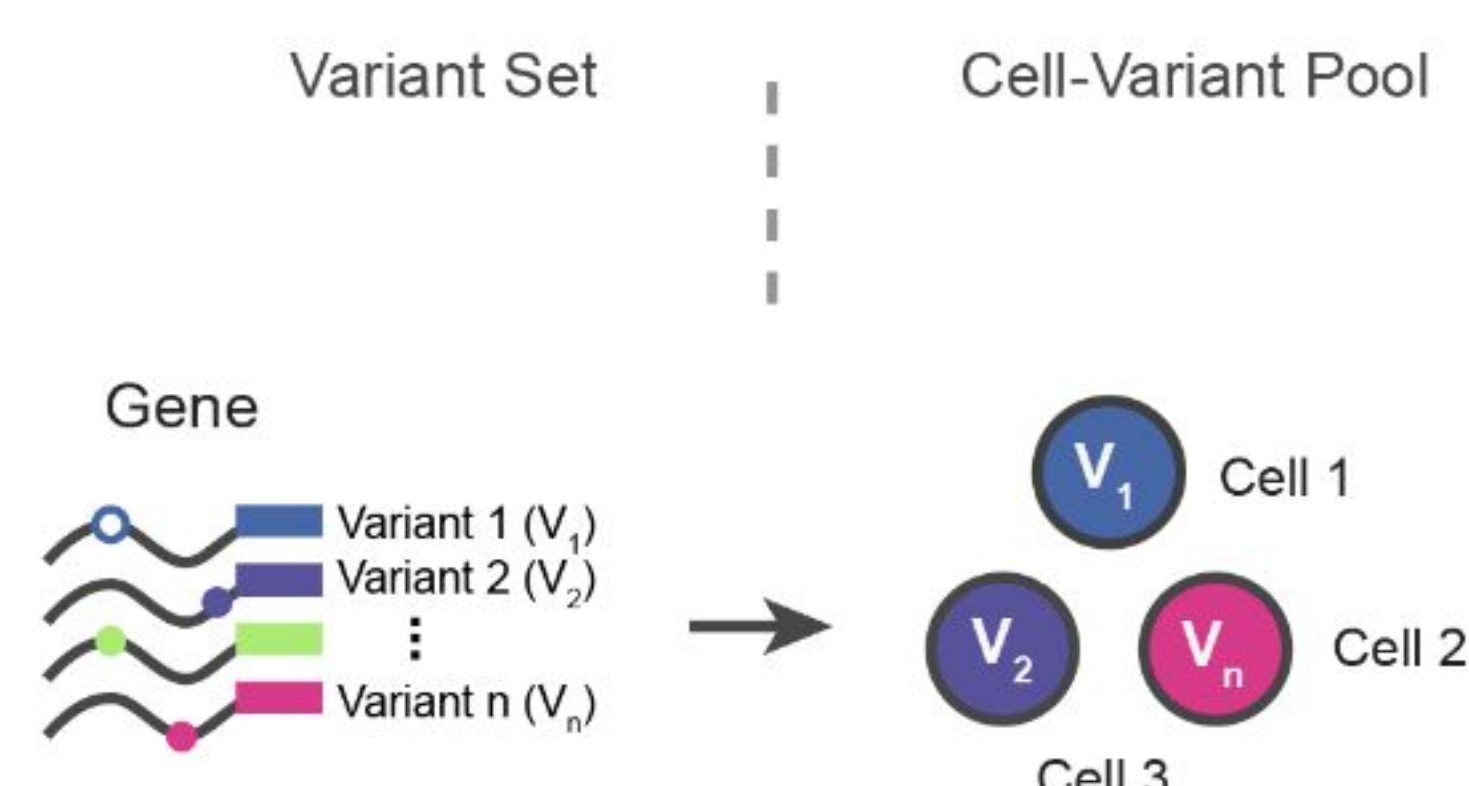 Variant Set
Cell-Variant Pool
Gene
Variant 1 (V₁)
Variant 2 (V₂)
⋮
Variant n (Vₙ)
V₁
Cell 1
V₂
Vₙ
Cell 2
Cell 3